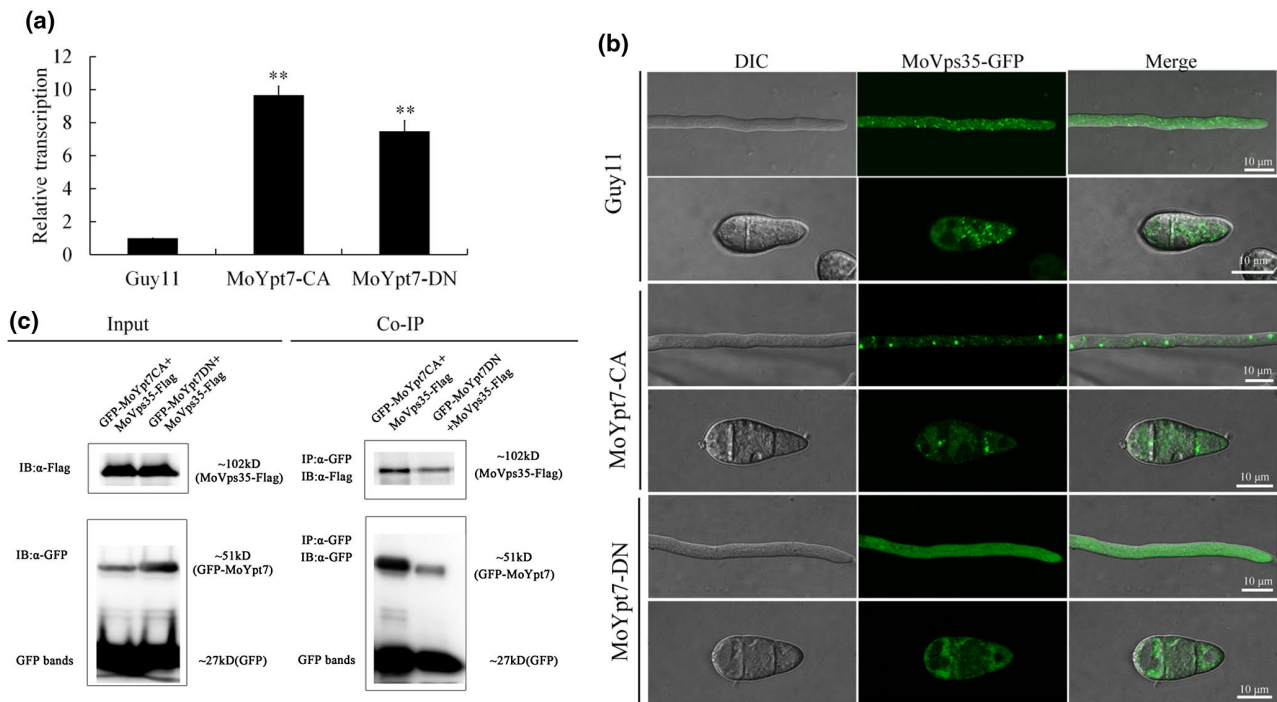 (a)
12
10
8
6
4
2
0
Relative transcription
**
**
Guy11
MoYpt7-CA
MoYpt7-DN
(b)
DIC
MoVps35-GFP
Merge
Guy11
10 μm
10 μm
MoYpt7-CA
10 μm
10 μm
MoYpt7-DN
10 μm
10 μm
(c)
Input
Co-IP
GFP-MoYpt7CA+
MoVps35-Flag
GFP-MoYpt7DN+
MoVps35-Flag
GFP-MoYpt7CA+
MoVps35-Flag
GFP-MoYpt7DN
+MoVps35-Flag
IB:α-Flag
~102kD
(MoVps35-Flag)
IP:α-GFP
IB:α-Flag
~102kD
(MoVps35-Flag)
IB:α-GFP
~51kD
(GFP-MoYpt7)
IP:α-GFP
IB:α-GFP
~51kD
(GFP-MoYpt7)
GFP bands
~27kD(GFP)
GFP bands
~27kD(GFP)